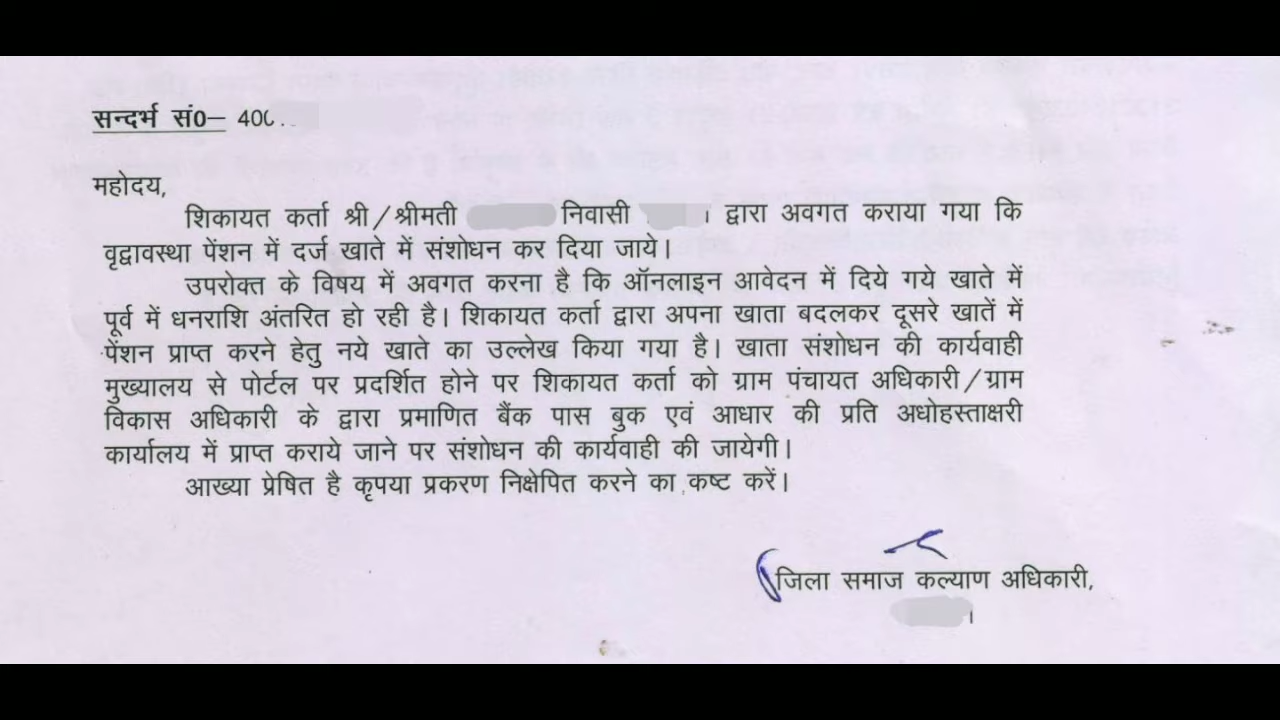 सन्दर्भ सं0– 400
महोदय,
शिकायत कर्ता श्री/श्रीमती निवासी । द्वारा अवगत कराया गया कि
वृद्वावस्था पेंशन में दर्ज खाते में संशोधन कर दिया जाये।
उपरोक्त के विषय में अवगत करना है कि ऑनलाइन आवेदन में दिये गये खाते में
पूर्व में धनराशि अंतरित हो रही है। शिकायत कर्ता द्वारा अपना खाता बदलकर दूसरे खातें में
पेंशन प्राप्त करने हेतु नये खाते का उल्लेख किया गया है। खाता संशोधन की कार्यवाही
मुख्यालय से पोर्टल पर प्रदर्शित होने पर शिकायत कर्ता को ग्राम पंचायत अधिकारी/ग्राम
विकास अधिकारी के द्वारा प्रमाणित बैंक पास बुक एवं आधार की प्रति अधोहस्ताक्षरी
कार्यालय में प्राप्त कराये जाने पर संशोधन की कार्यवाही की जायेगी।
आख्या प्रेषित है कृपया प्रकरण निक्षेपित करने का कष्ट करें।
जिला समाज कल्याण अधिकारी,
।